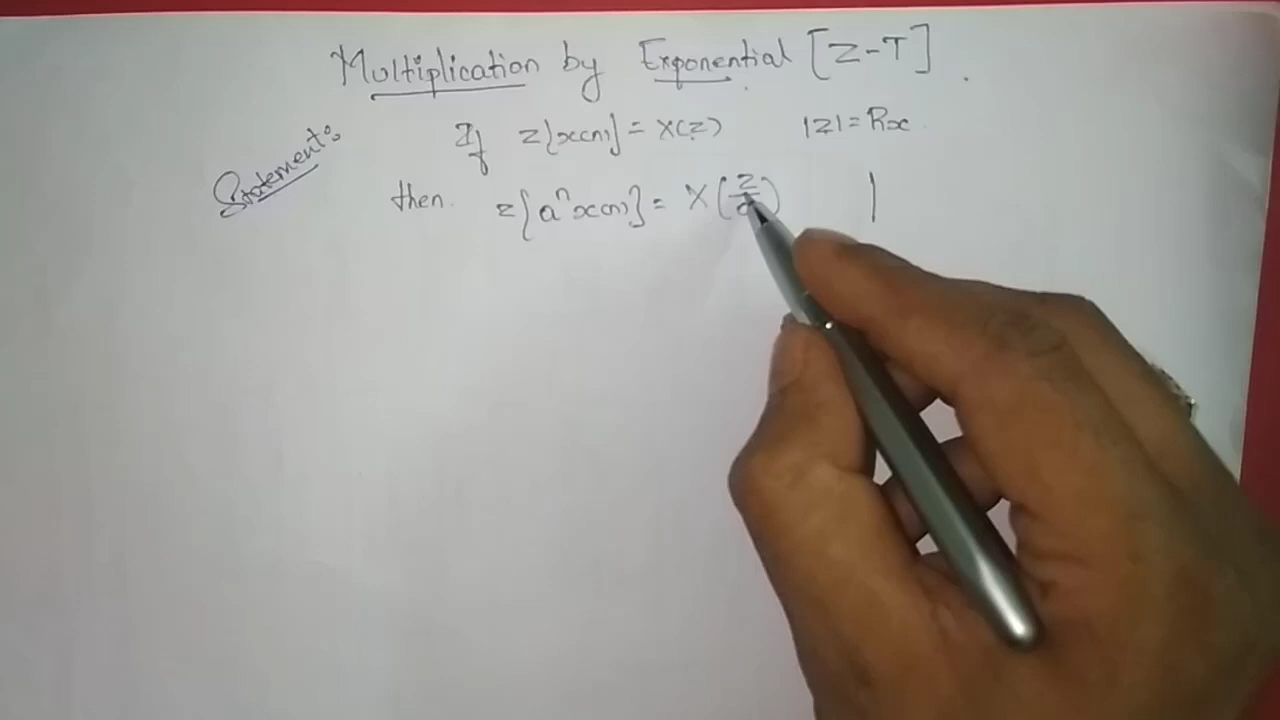 Multiplication by Exponential [Z-T]
Statement:
If Z{x(n)} = X(Z) |Z| = Rx
then. Z{a^n x(n)} = X(Z/a) |